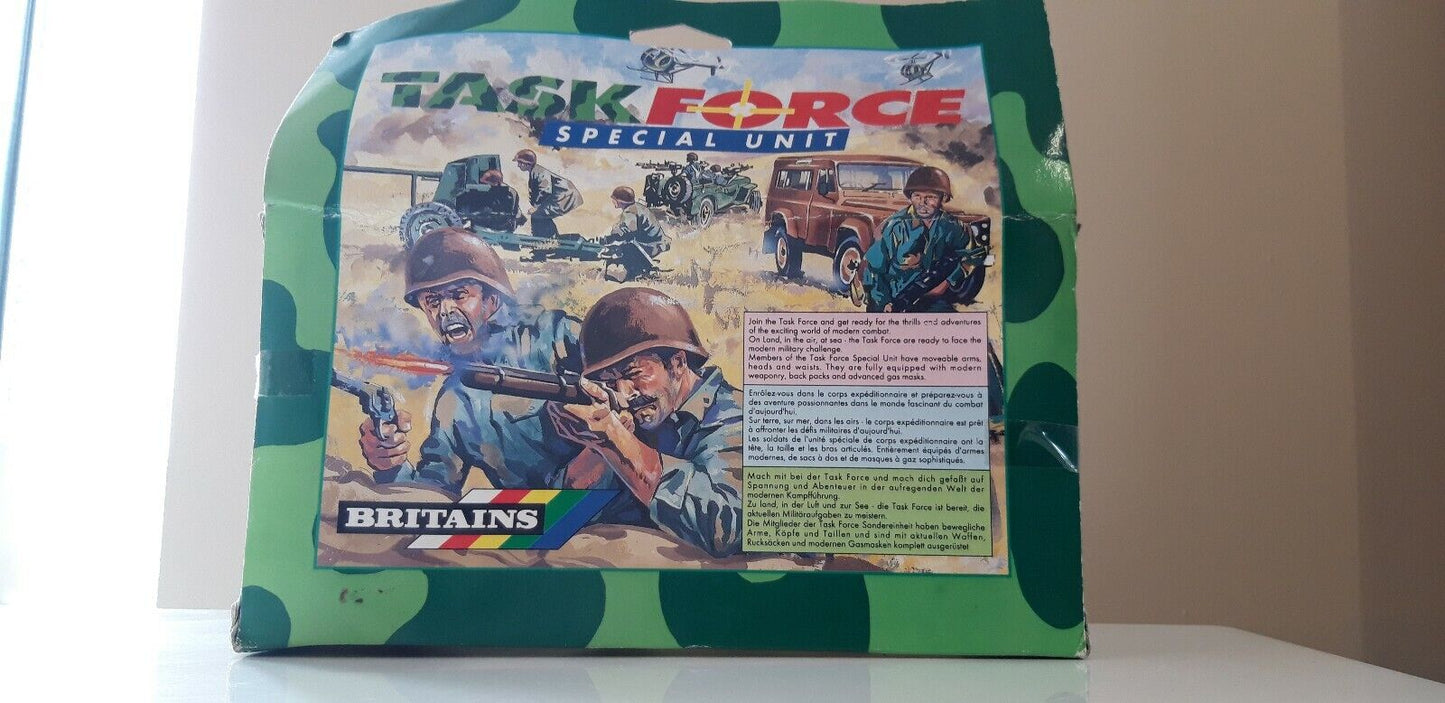 TASK FORCE
SPECIAL UNIT
Join the Task Force and get ready for the thrills and adventures
of the exciting world of modern combat.
On Land, in the air, at sea - the Task Force are ready to face the
modern military challenge.
Members of the Task Force Special Unit have moveable arms,
heads and waists. They are fully equipped with modern
weaponry, back packs and advanced gas masks.
Enrôlez-vous dans le corps expéditionnaire et préparez-vous à
des aventure passionnantes dans le monde fascinant du combat
d'aujourd'hui.
Sur terre, sur mer, dans les airs - le corps expéditionnaire est prêt
à affronter les défis militaires d'aujourd'hui.
Les soldats de l'unité spéciale de corps expéditionnaire ont la
tête, la taille et les bras articulés. Entièrement équipés d'armes
modernes, de sacs à dos et de masques à gaz sophistiqués.
Mach mit bei der Task Force und mach dich gefaßt auf
Spannung und Abenteuer in der aufregenden Welt der
modernen Kampfführung.
Zu land, in der Luft und zur See - die Task Force ist bereit, die
aktuellen Militäraufgaben zu meistern.
Die Mitglieder der Task Force Sondereinheit haben bewegliche
Arme, Köpfe und Taillen und sind mit aktuellen Waffen,
Rucksäcken und modernen Gasmasken komplett ausgerüstet
BRITAINS